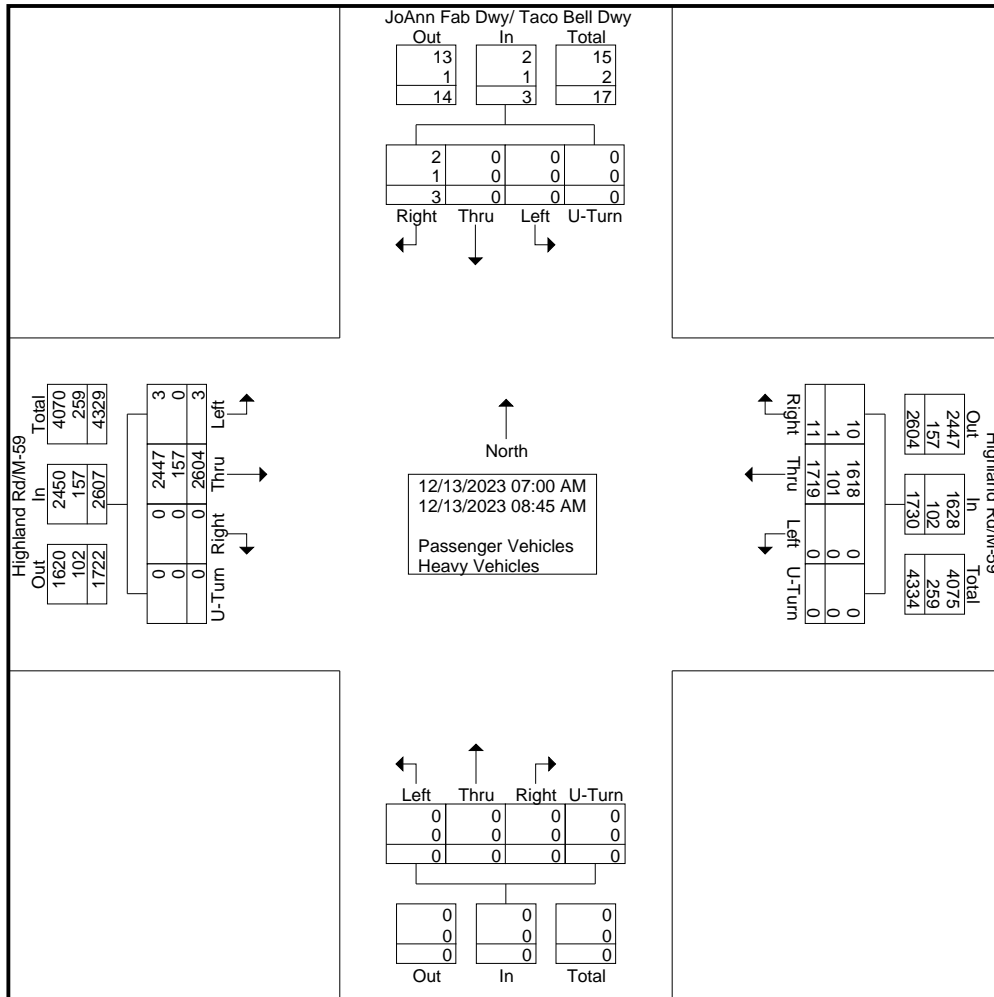 JoAnn Fab Dwy/ Taco Bell Dwy
Out In Total
13 2 15
1 1 2
14 3 17
2 0 0 0
1 0 0 0
3 0 0 0
Right Thru Left U-Turn
Highland Rd/M-59
Total In Out
4070 2450 1620
259 157 102
4329 2607 1722
3 2447 0 0
0 157 0 0
3 2604 0 0
Left Thru Right U-Turn
North
12/13/2023 07:00 AM
12/13/2023 08:45 AM
Passenger Vehicles
Heavy Vehicles
Highland Rd/M-59
Out In Total
2447 1628 4075
157 102 259
2604 1730 4334
10 1618 0 0
1 101 0 0
11 1719 0 0
Right Thru Left U-Turn
Left Thru Right U-Turn
0 0 0 0
0 0 0 0
0 0 0 0
0 0 0
0 0 0
0 0 0
Out In Total